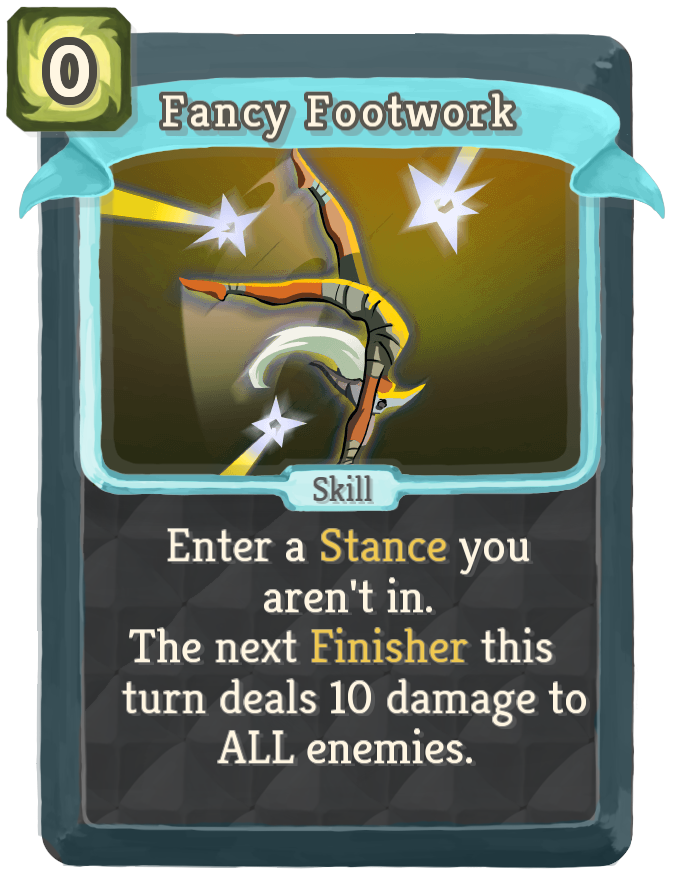 0
Fancy Footwork
Skill
Enter a Stance you
aren't in.
The next Finisher this
turn deals 10 damage to
ALL enemies.